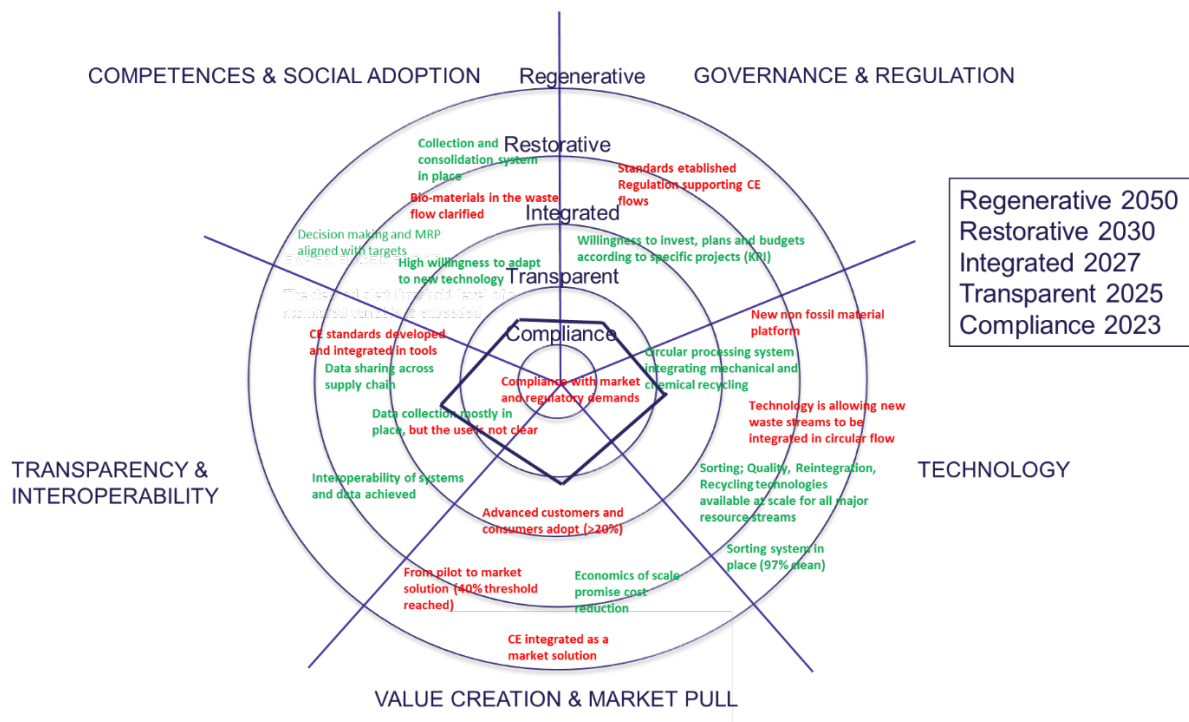 COMPETENCES & SOCIAL ADOPTION
Regenerative
GOVERNANCE & REGULATION
Collection and
consolidation system
in place
Restorative
Standards etablished
Regulation supporting CE
flows
Bio-materials in the waste
flow clarified
Integrated
Regenerative 2050
Restorative 2030
Integrated 2027
Transparent 2025
Compliance 2023
Decision making and MRP
aligned with targets
High willingness to adapt
to new technology
Willingness to invest, plans and budgets
according to specific projects (KPI)
Transparent
CE standards developed
and integrated in tools
Data sharing across
supply chain
Compliance
New non fossil material
platform
Circular processing system
integrating mechanical and
chemical recycling
Compliance with market
and regulatory demands
Data collection mostly in
place, but the use is not clear
Technology is allowing new
waste streams to be
integrated in circular flow
TRANSPARENCY &
INTEROPERABILITY
Interoperability of systems
and data achieved
Sorting; Quality, Reintegration,
Recycling technologies
available at scale for all major
resource streams
TECHNOLOGY
Advanced customers and
consumers adopt (>20%)
Sorting system in
place (97% clean)
From pilot to market
solution (40% threshold
reached)
Economics of scale
promise cost
reduction
CE integrated as a
market solution
VALUE CREATION & MARKET PULL